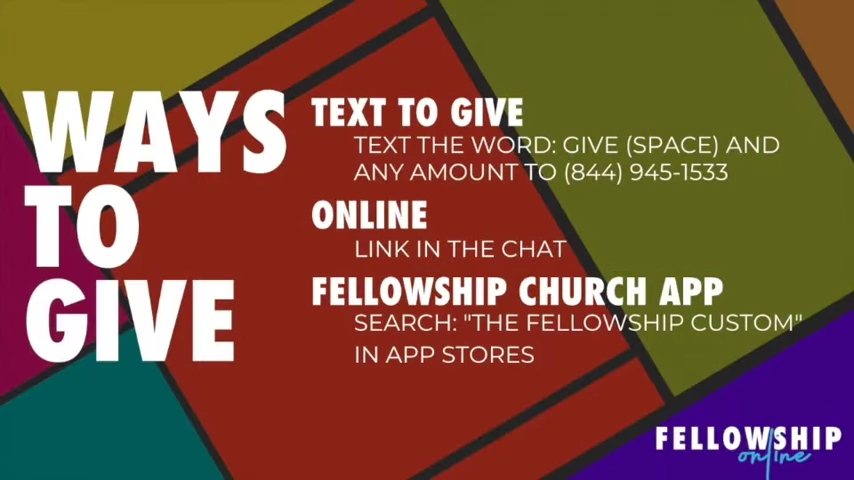 WAYS
TO
GIVE
TEXT TO GIVE
TEXT THE WORD: GIVE (SPACE) AND
ANY AMOUNT TO (844) 945-1533
ONLINE
LINK IN THE CHAT
FELLOWSHIP CHURCH APP
SEARCH: "THE FELLOWSHIP CUSTOM"
IN APP STORES
FELLOWSHIP
online